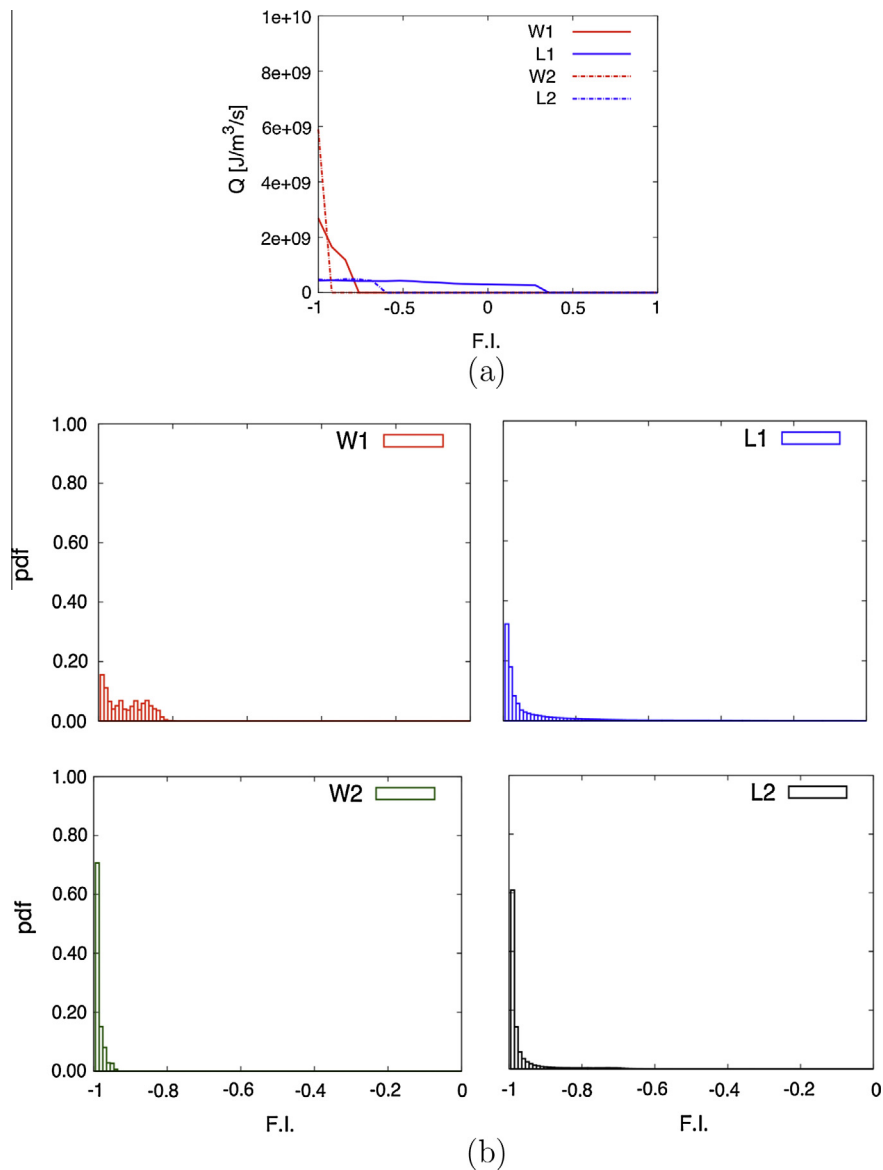 1e+10
8e+09
6e+09
4e+09
2e+09
0
Q [J/m³/s]
W1
L1
W2
L2
-1 -0.5 0 0.5 1
F.I.
(a)
1.00
0.80
0.60
0.40
0.20
0.00
pdf
W1
L1
1.00
0.80
0.60
0.40
0.20
0.00
pdf
W2
L2
-1 -0.8 -0.6 -0.4 -0.2 0
-1 -0.8 -0.6 -0.4 -0.2 0
F.I.
F.I.
(b)